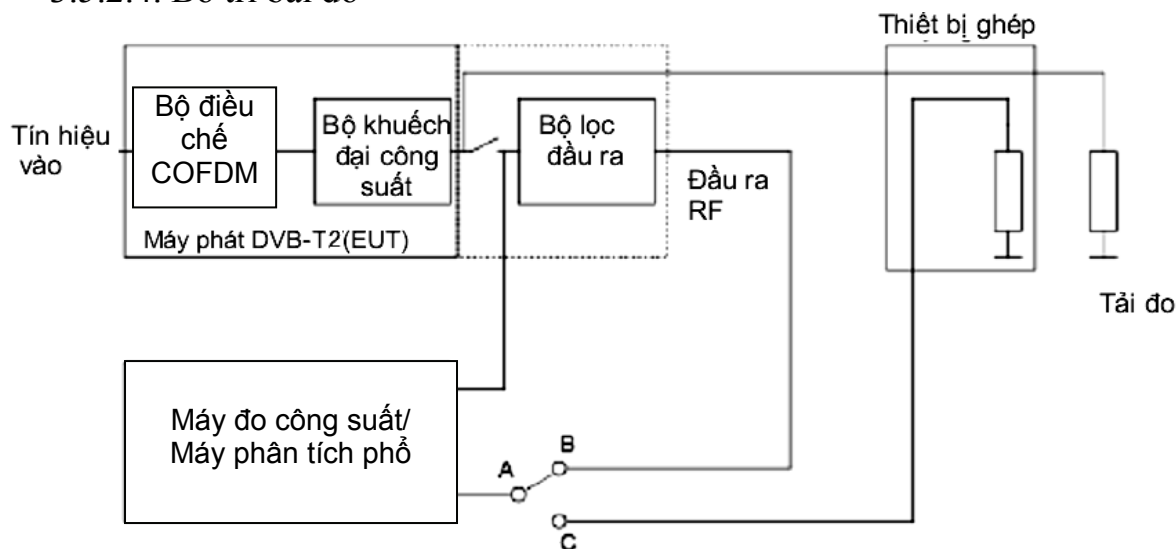 Thiết bị ghép
Tín hiệu
vào
Bộ điều
chế
COFDM
Bộ khuếch
đại công
suất
Bộ lọc
đầu ra
Đầu ra
RF
Máy phát DVB-T2(EUT)
Tải đo
Máy đo công suất/
Máy phân tích phổ
A
B
C